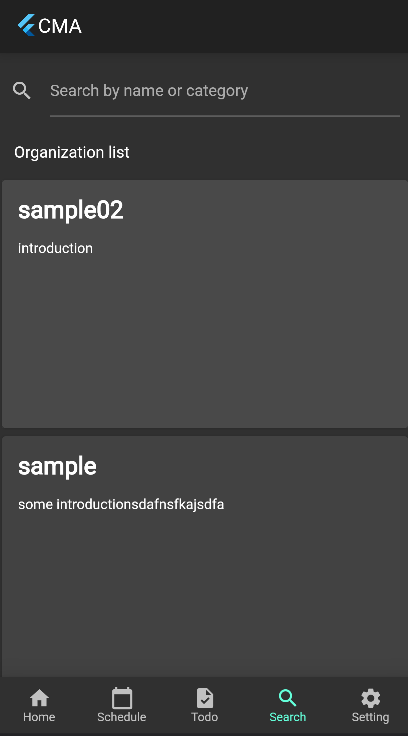 CMA
Search by name or category
Organization list
sample02
introduction
sample
some introductionsdafnsfkajsdfa
Home Schedule Todo Search Setting